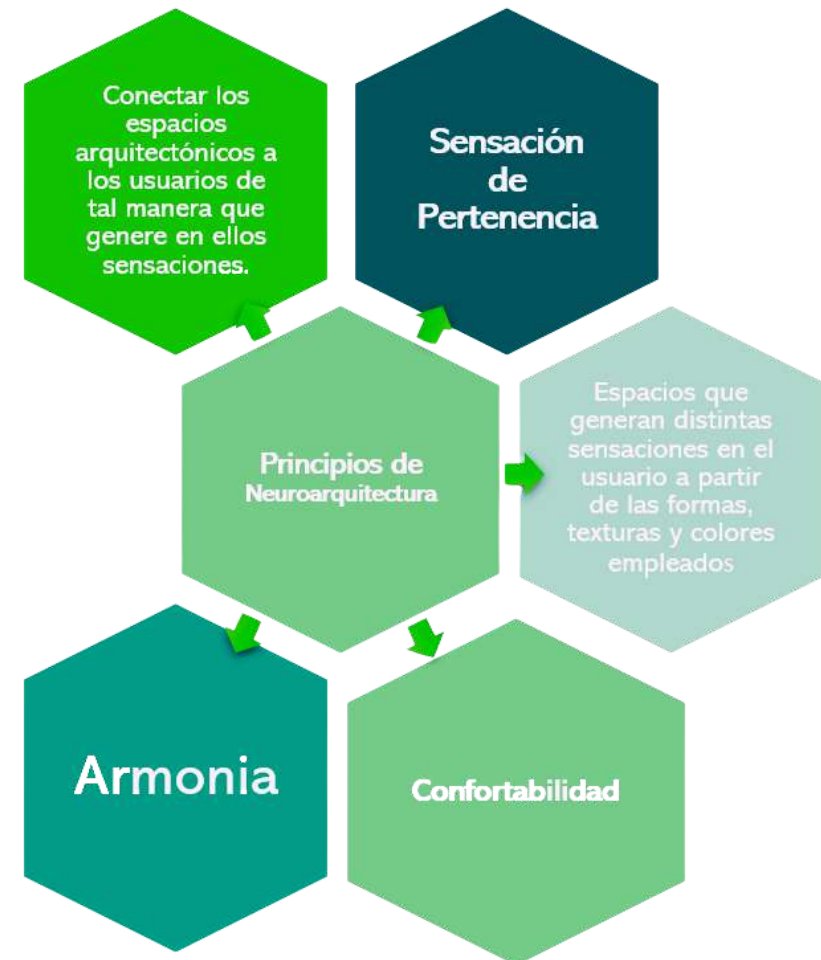 Conectar los
espacios
arquitectónicos a
los usuarios de
tal manera que
genere en ellos
sensaciones.
Sensación
de
Pertenencia
Principios de
Neuroarquitectura
Espacios que
generan distintas
sensaciones en el
usuario a partir
de las formas,
texturas y colores
empleados
Armonia
Confortabilidad